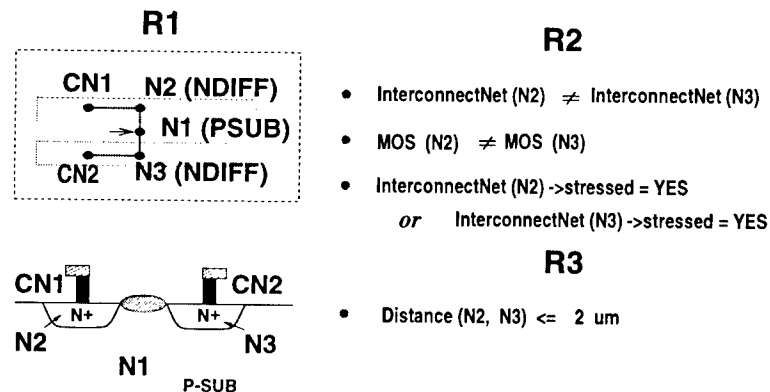 R1
CN1
N2 (NDIFF)
N1 (PSUB)
CN2
N3 (NDIFF)
CN1
CN2
N+
N+
N2
N3
N1
P-SUB
R2
• InterconnectNet (N2) ≠ InterconnectNet (N3)
• MOS (N2) ≠ MOS (N3)
• InterconnectNet (N2) ->stressed = YES
or InterconnectNet (N3) ->stressed = YES
R3
• Distance (N2, N3) <= 2 um